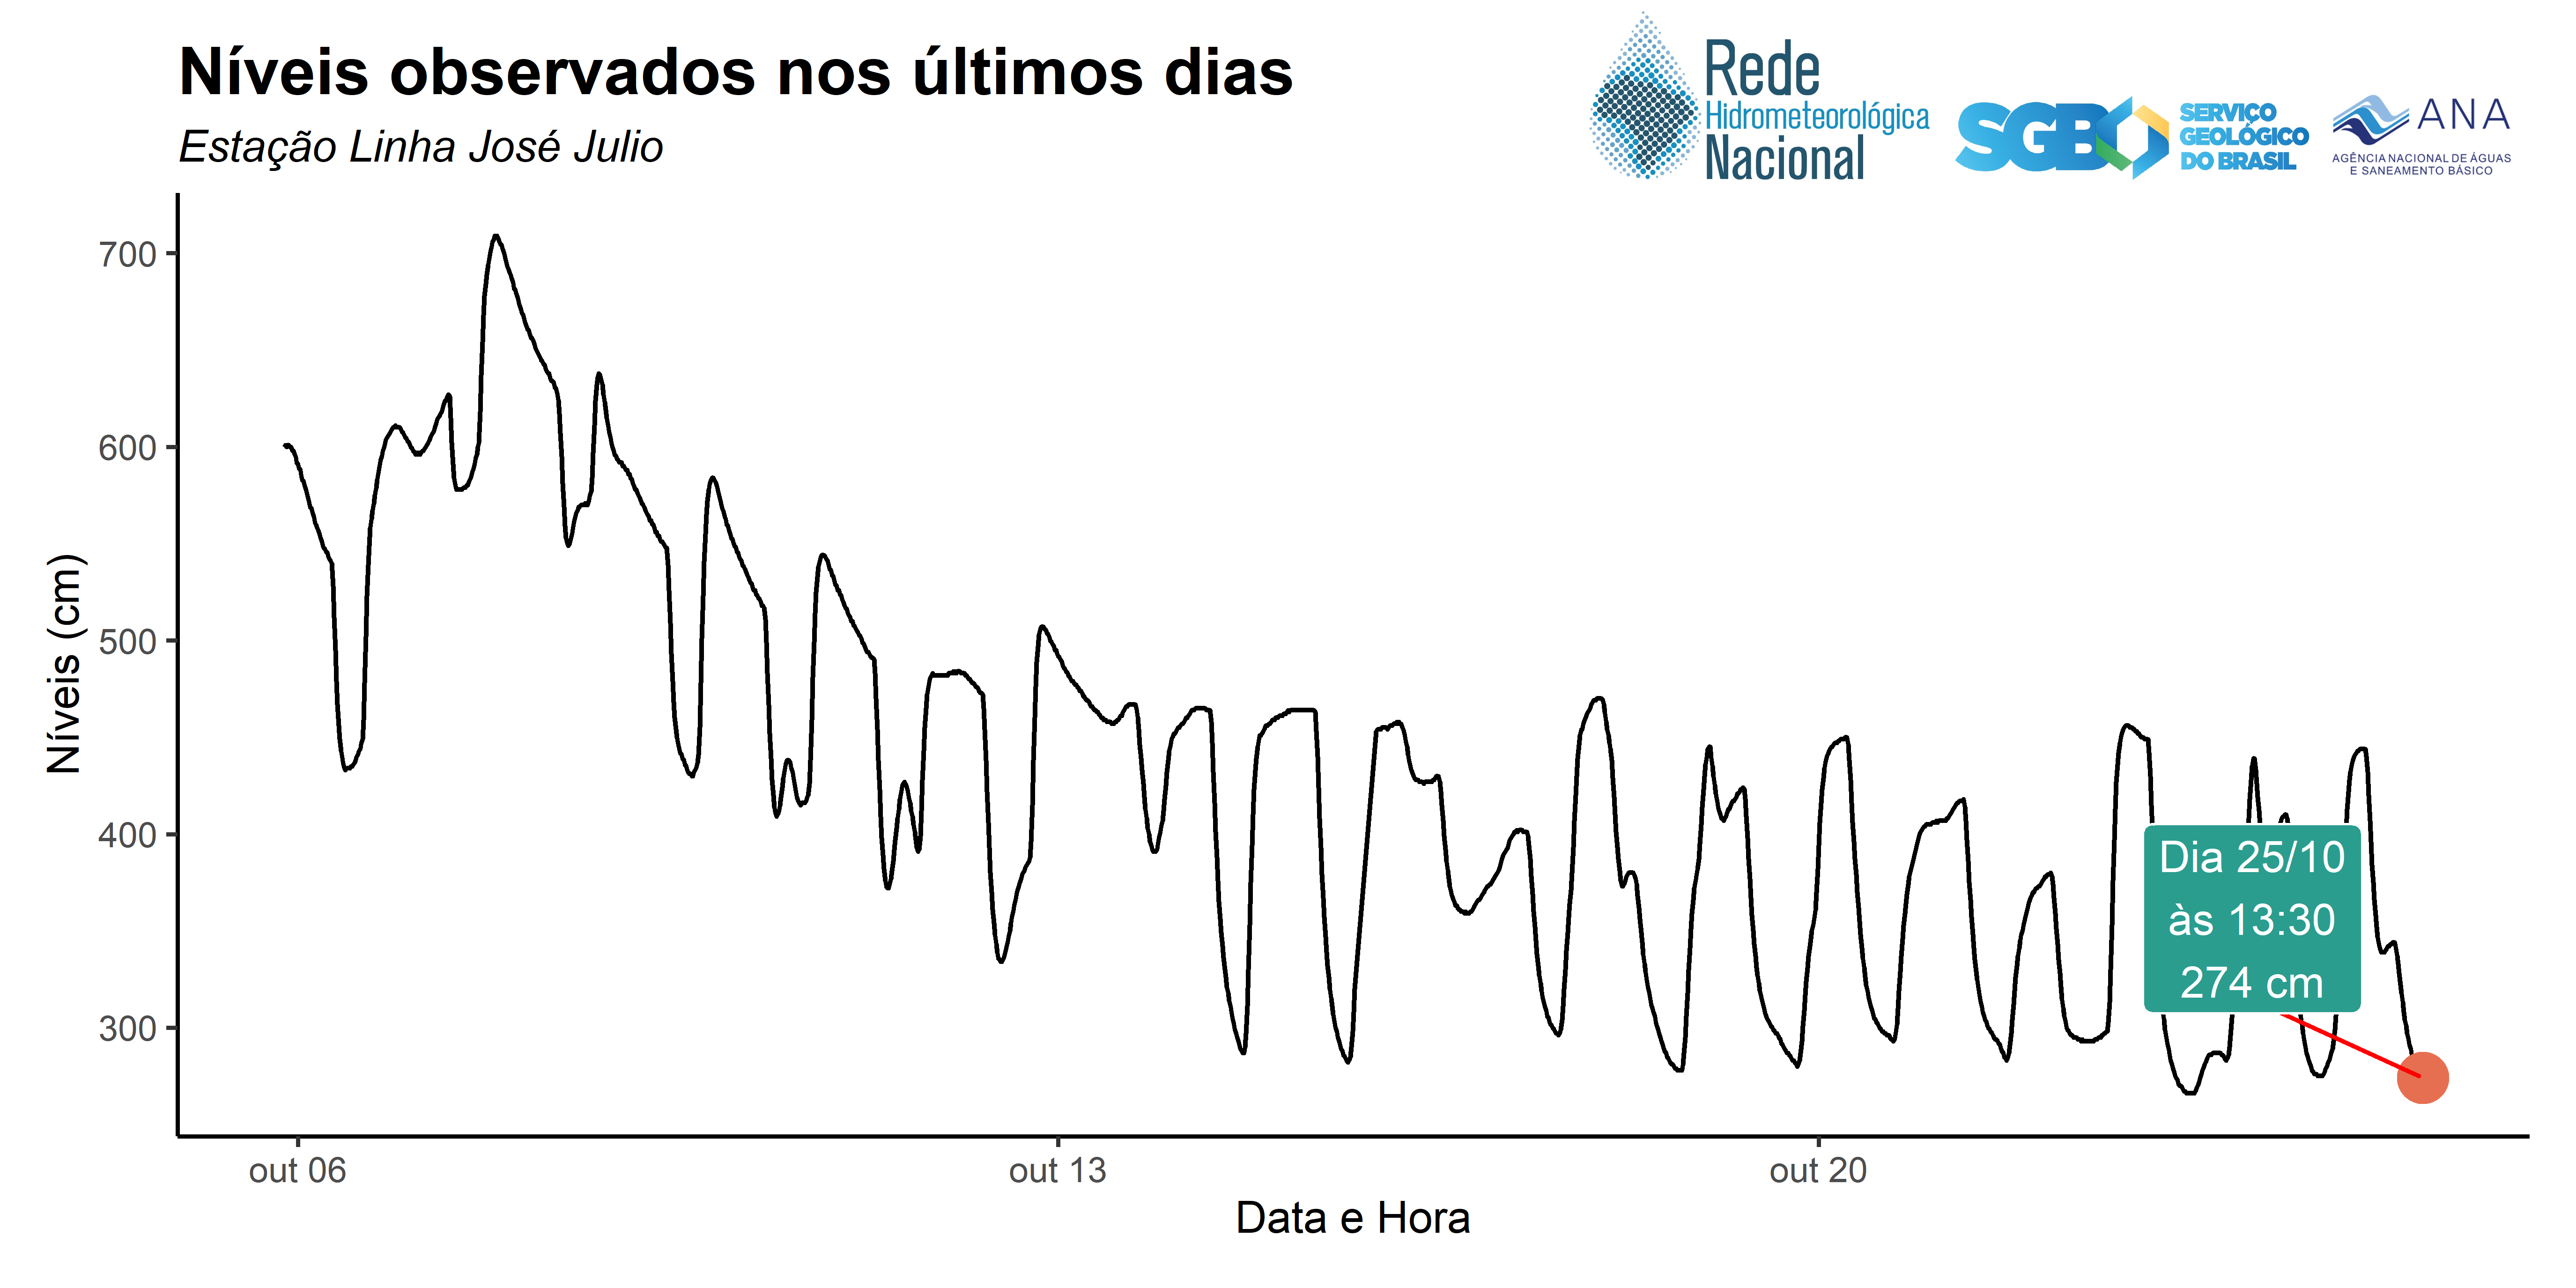 Níveis observados nos últimos dias
Estação Linha José Julio
Rede
Hidrometeorológica
Nacional
SGB
SERVIÇO
GEOLÓGICO
DO BRASIL
ANA
AGÊNCIA NACIONAL DE ÁGUAS
E SANEAMENTO BÁSICO
Níveis (cm)
700
600
500
400
300
Dia 25/10
às 13:30
274 cm
out 06
out 13
out 20
Data e Hora